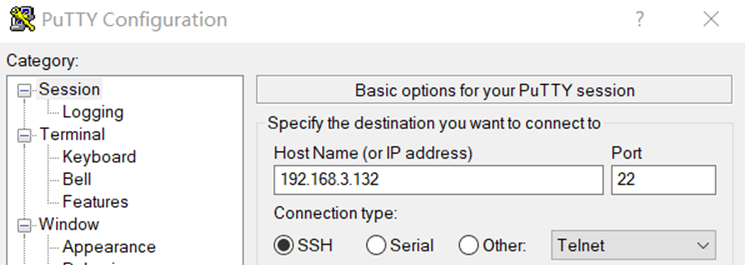 PuTTY Configuration
?
Category:
Session
Logging
Terminal
Keyboard
Bell
Features
Window
Appearance
Basic options for your PuTTY session
Specify the destination you want to connect to
Host Name (or IP address) Port
192.168.3.132 22
Connection type:
SSH Serial Other: Telnet